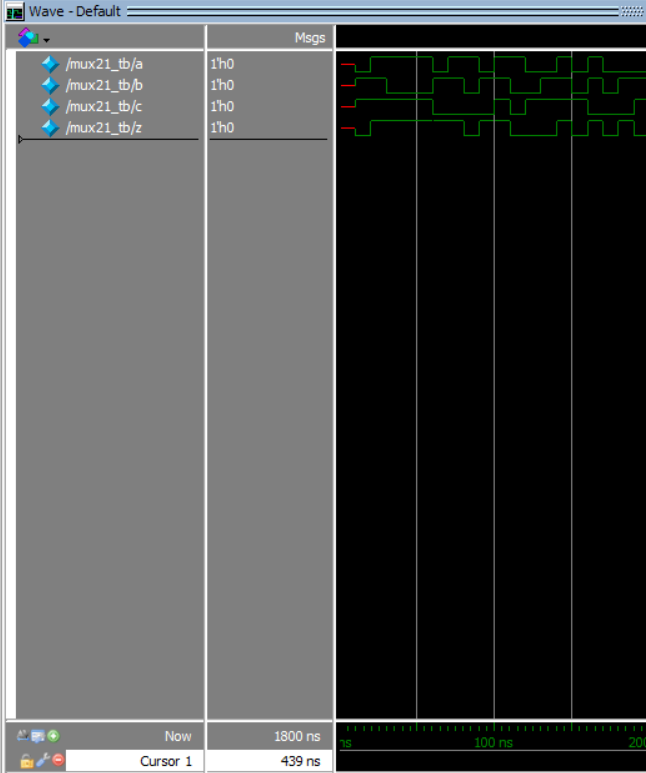 Wave - Default
Msgs
/mux21_tb/a 1'h0
/mux21_tb/b 1'h0
/mux21_tb/c 1'h0
/mux21_tb/z 1'h0
Now 1800 ns
ns 100 ns 200
Cursor 1 439 ns